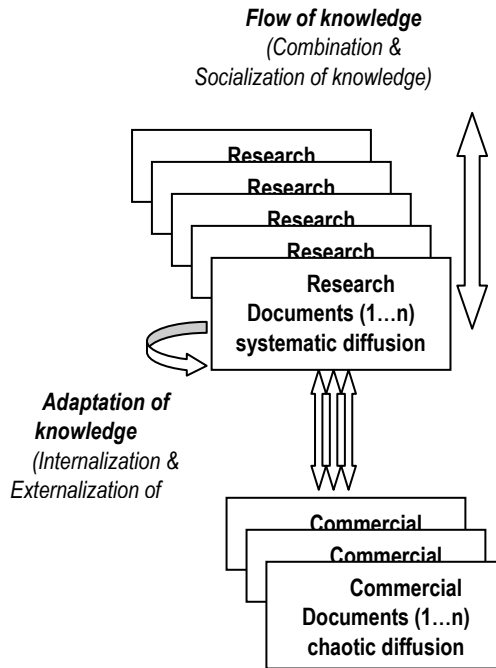 Flow of knowledge
(Combination &
Socialization of knowledge)
Research
Research
Research
Research
Research
Documents (1…n)
systematic diffusion
Adaptation of
knowledge
(Internalization &
Externalization of
Commercial
Commercial
Commercial
Documents (1…n)
chaotic diffusion